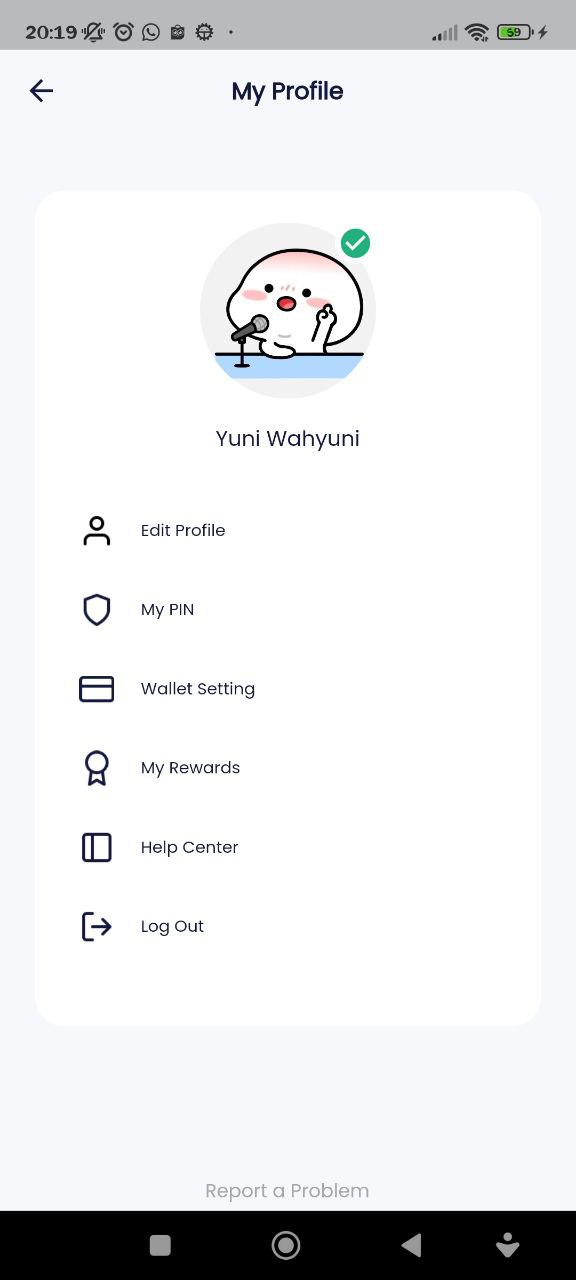 20:19
59
My Profile
Yuni Wahyuni
Edit Profile
My PIN
Wallet Setting
My Rewards
Help Center
Log Out
Report a Problem